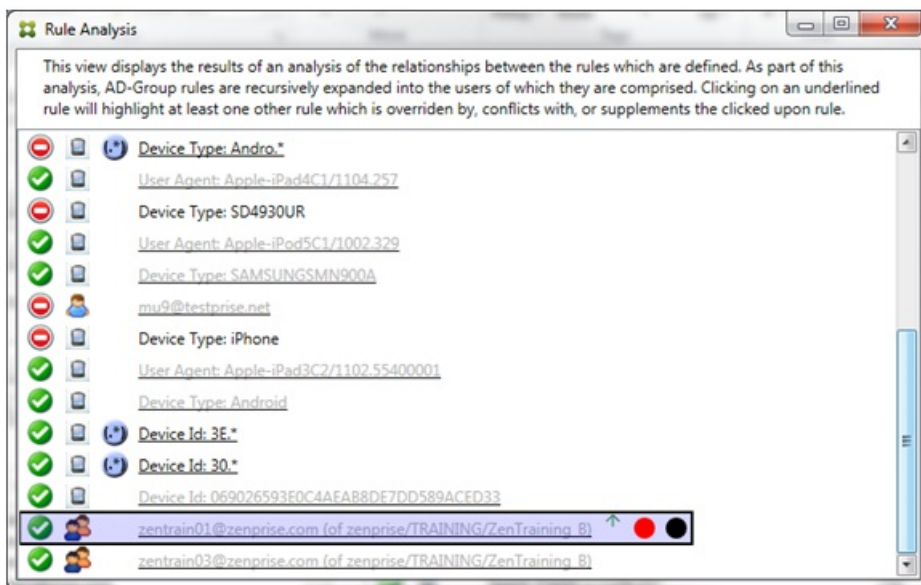 Rule Analysis
This view displays the results of an analysis of the relationships between the rules which are defined. As part of this
analysis, AD-Group rules are recursively expanded into the users of which they are comprised. Clicking on an underlined
rule will highlight at least one other rule which is overriden by, conflicts with, or supplements the clicked upon rule.
(.*) Device Type: Andro.*
User Agent: Apple-iPad4C1/1104.257
Device Type: SD4930UR
User Agent: Apple-iPod5C1/1002.329
Device Type: SAMSUNGSMN900A
mu9@testprise.net
Device Type: iPhone
User Agent: Apple-iPad3C2/1102.55400001
Device Type: Android
(.*) Device Id: 3E.*
(.*) Device Id: 30.*
Device Id: 069026593E0C4AEAB8DE7DD589ACED33
zentrain01@zenprise.com (of zenprise/TRAINING/ZenTraining_B)
zentrain03@zenprise.com (of zenprise/TRAINING/ZenTraining_B)